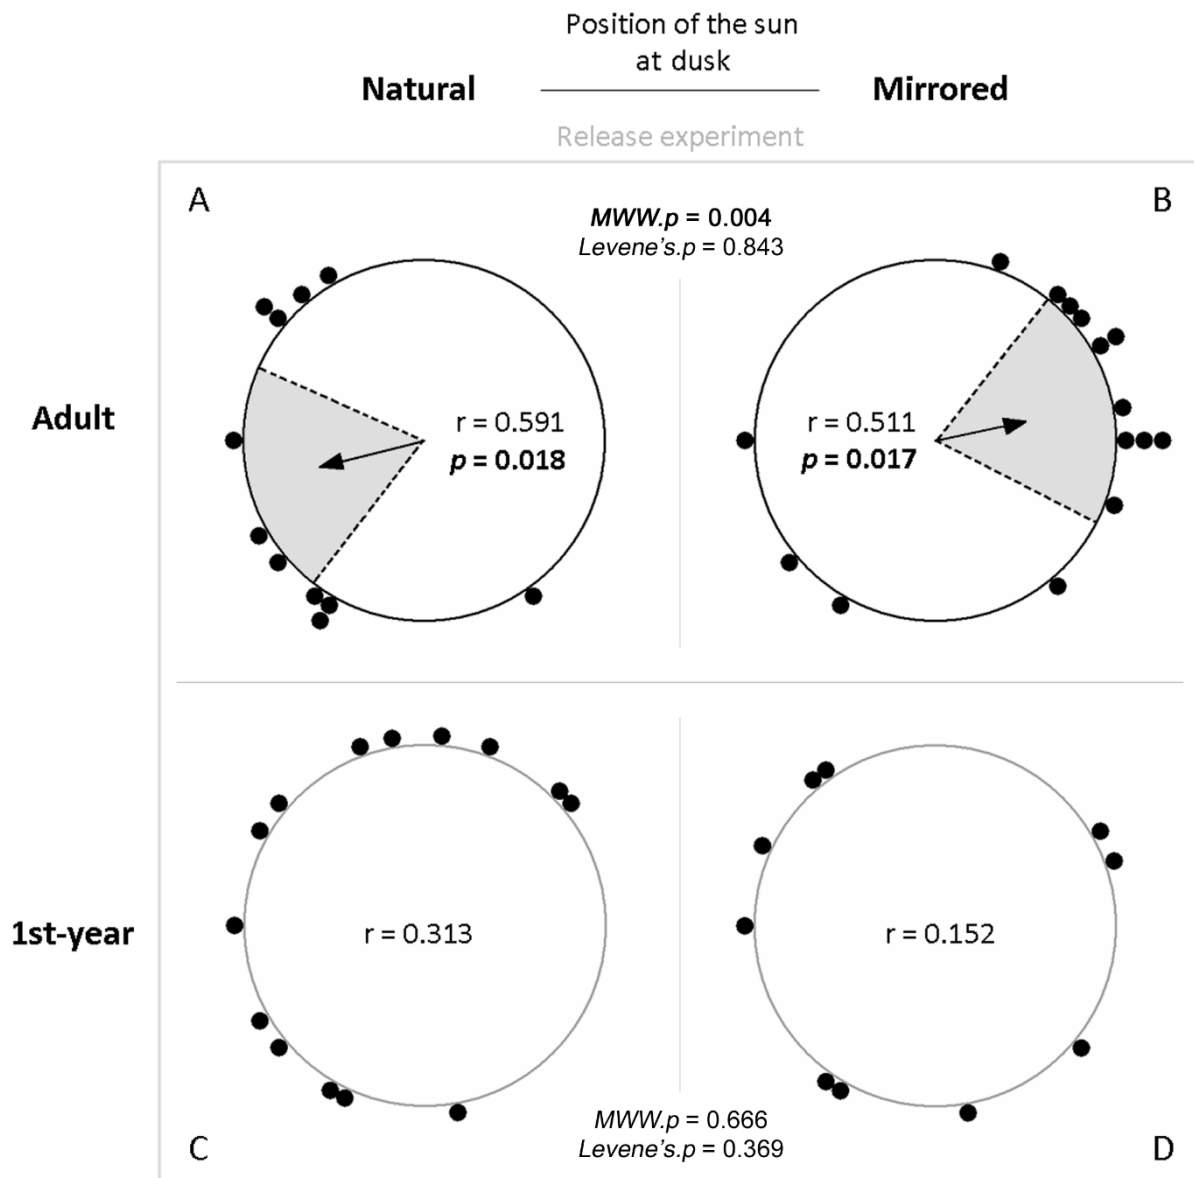 Position of the sun
at dusk
Natural
Mirrored
Release experiment
A
B
MWW.p = 0.004
Levene's.p = 0.843
Adult
r = 0.591
p = 0.018
r = 0.511
p = 0.017
1st-year
r = 0.313
r = 0.152
MWW.p = 0.666
Levene's.p = 0.369
C
D